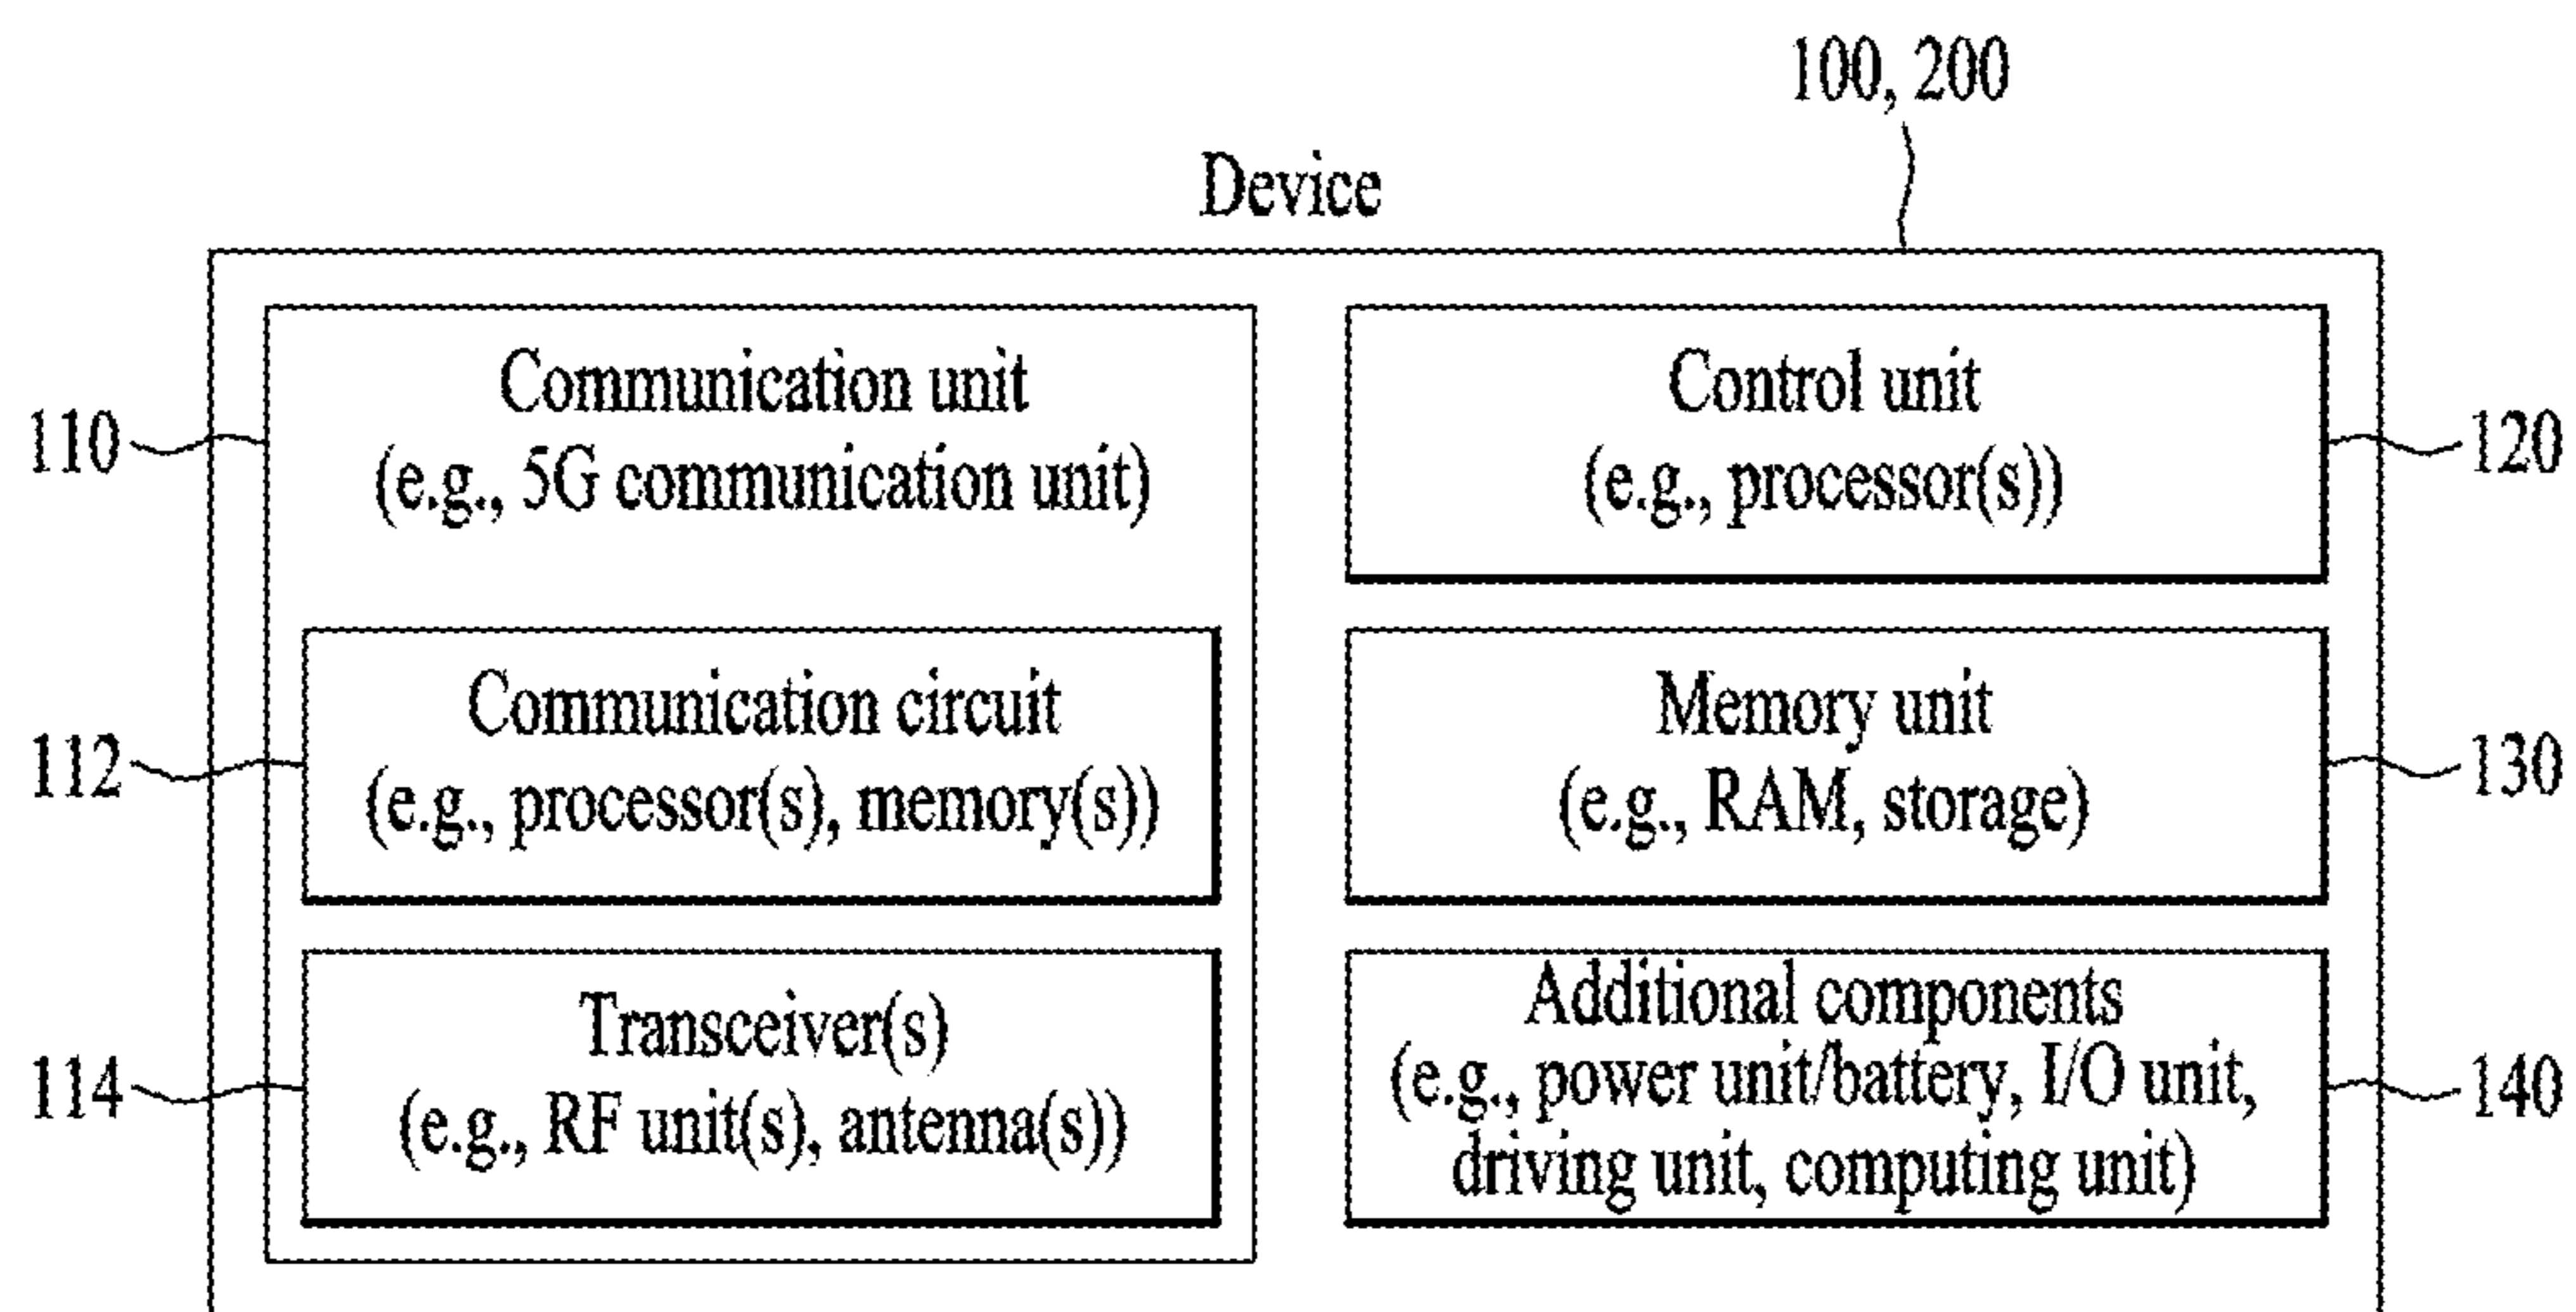 100, 200
Device
110
Communication unit
(e.g., 5G communication unit)
Control unit
(e.g., processor(s))
120
112
Communication circuit
(e.g., processor(s), memory(s))
Memory unit
(e.g., RAM, storage)
130
114
Transceiver(s)
(e.g., RF unit(s), antenna(s))
Additional components
(e.g., power unit/battery, I/O unit,
driving unit, computing unit)
140